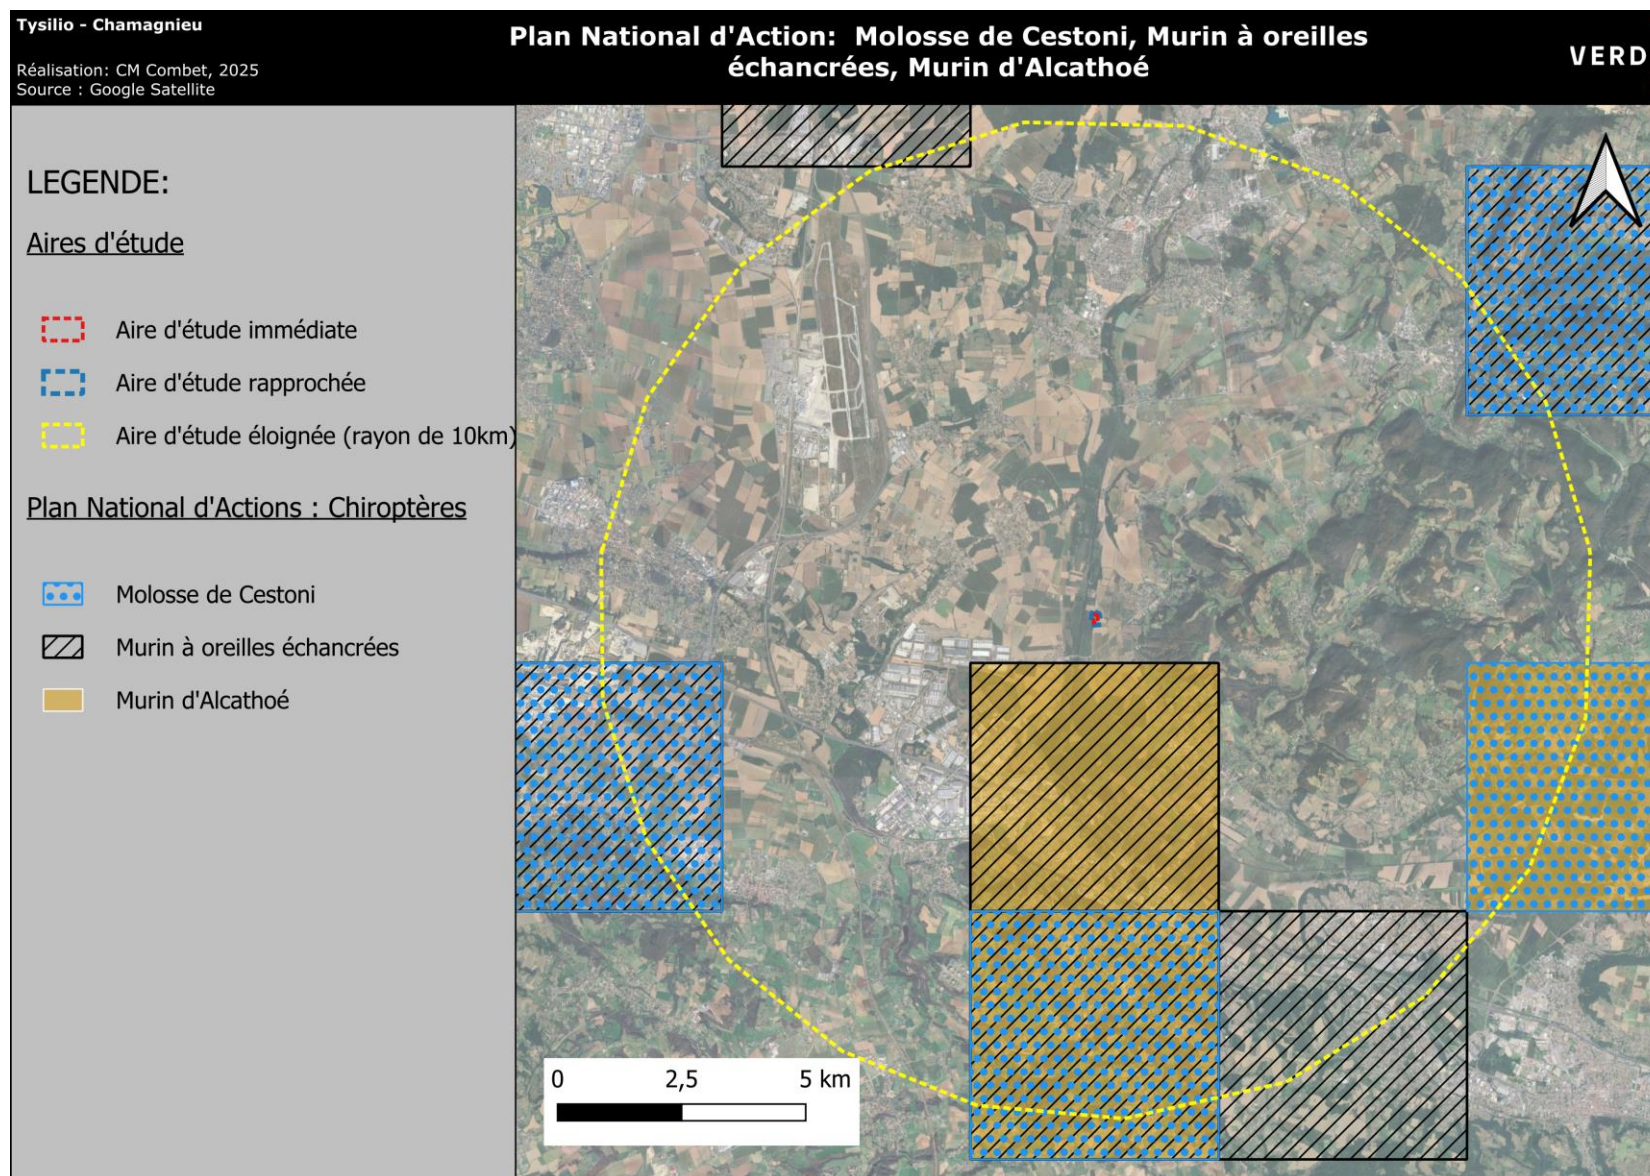 Tysilio - Chamagnieu
Réalisation: CM Combet, 2025
Source : Google Satellite
Plan National d'Action:  Molosse de Cestoni, Murin à oreilles
échancrées, Murin d'Alcathoé
VERD
LEGENDE:
Aires d'étude
Aire d'étude immédiate
Aire d'étude rapprochée
Aire d'étude éloignée (rayon de 10km)
Plan National d'Actions : Chiroptères
Molosse de Cestoni
Murin à oreilles échancrées
Murin d'Alcathoé
0 2,5 5 km